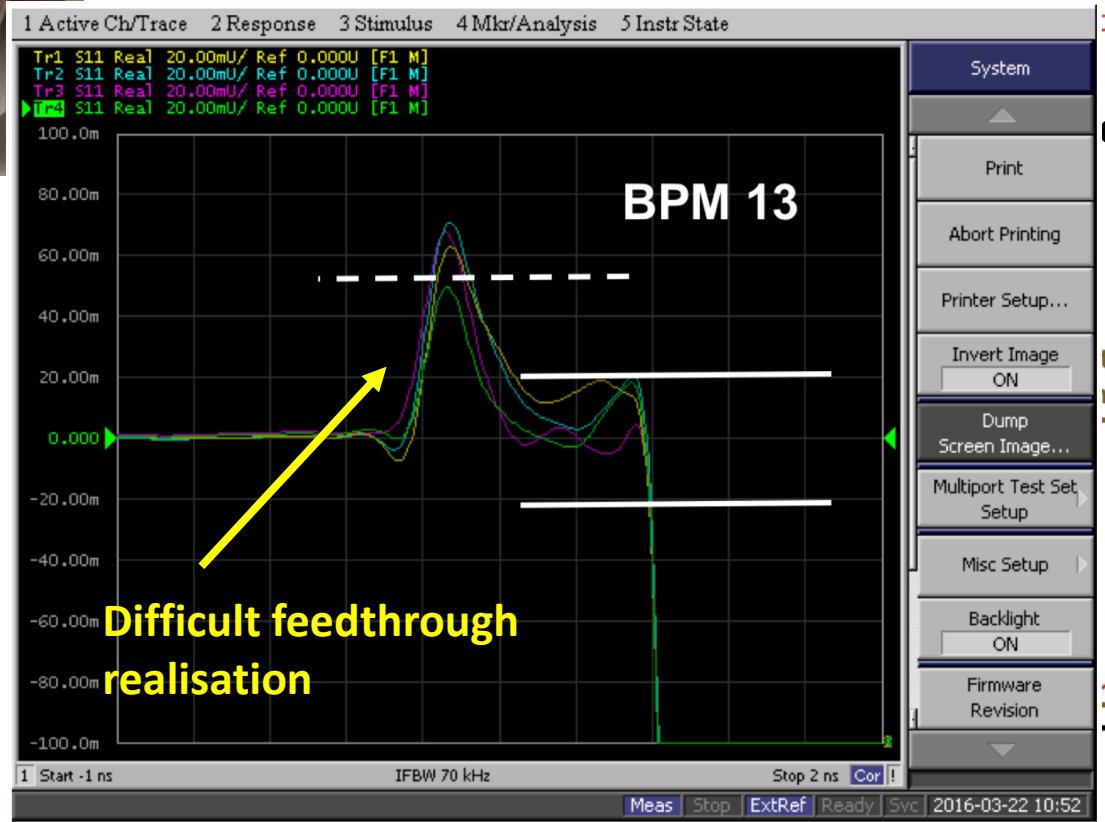 1 Active Ch/Trace 2 Response 3 Stimulus 4 Mkr/Analysis 5 Instr State
Tr1 S11 Real 20.00mU/ Ref 0.000U [F1 M]
Tr2 S11 Real 20.00mU/ Ref 0.000U [F1 M]
Tr3 S11 Real 20.00mU/ Ref 0.000U [F1 M]
Tr4 S11 Real 20.00mU/ Ref 0.000U [F1 M]
100.0m
80.00m
60.00m
40.00m
20.00m
0.000
-20.00m
-40.00m
-60.00m
-80.00m
-100.0m
BPM 13
Difficult feedthrough
realisation
System
Print
Abort Printing
Printer Setup...
Invert Image
ON
Dump
Screen Image...
Multiport Test Set
Setup
Misc Setup
Backlight
ON
Firmware
Revision
1 Start -1 ns IFBW 70 kHz Stop 2 ns Cor !
Meas Stop ExtRef Ready Svc 2016-03-22 10:52